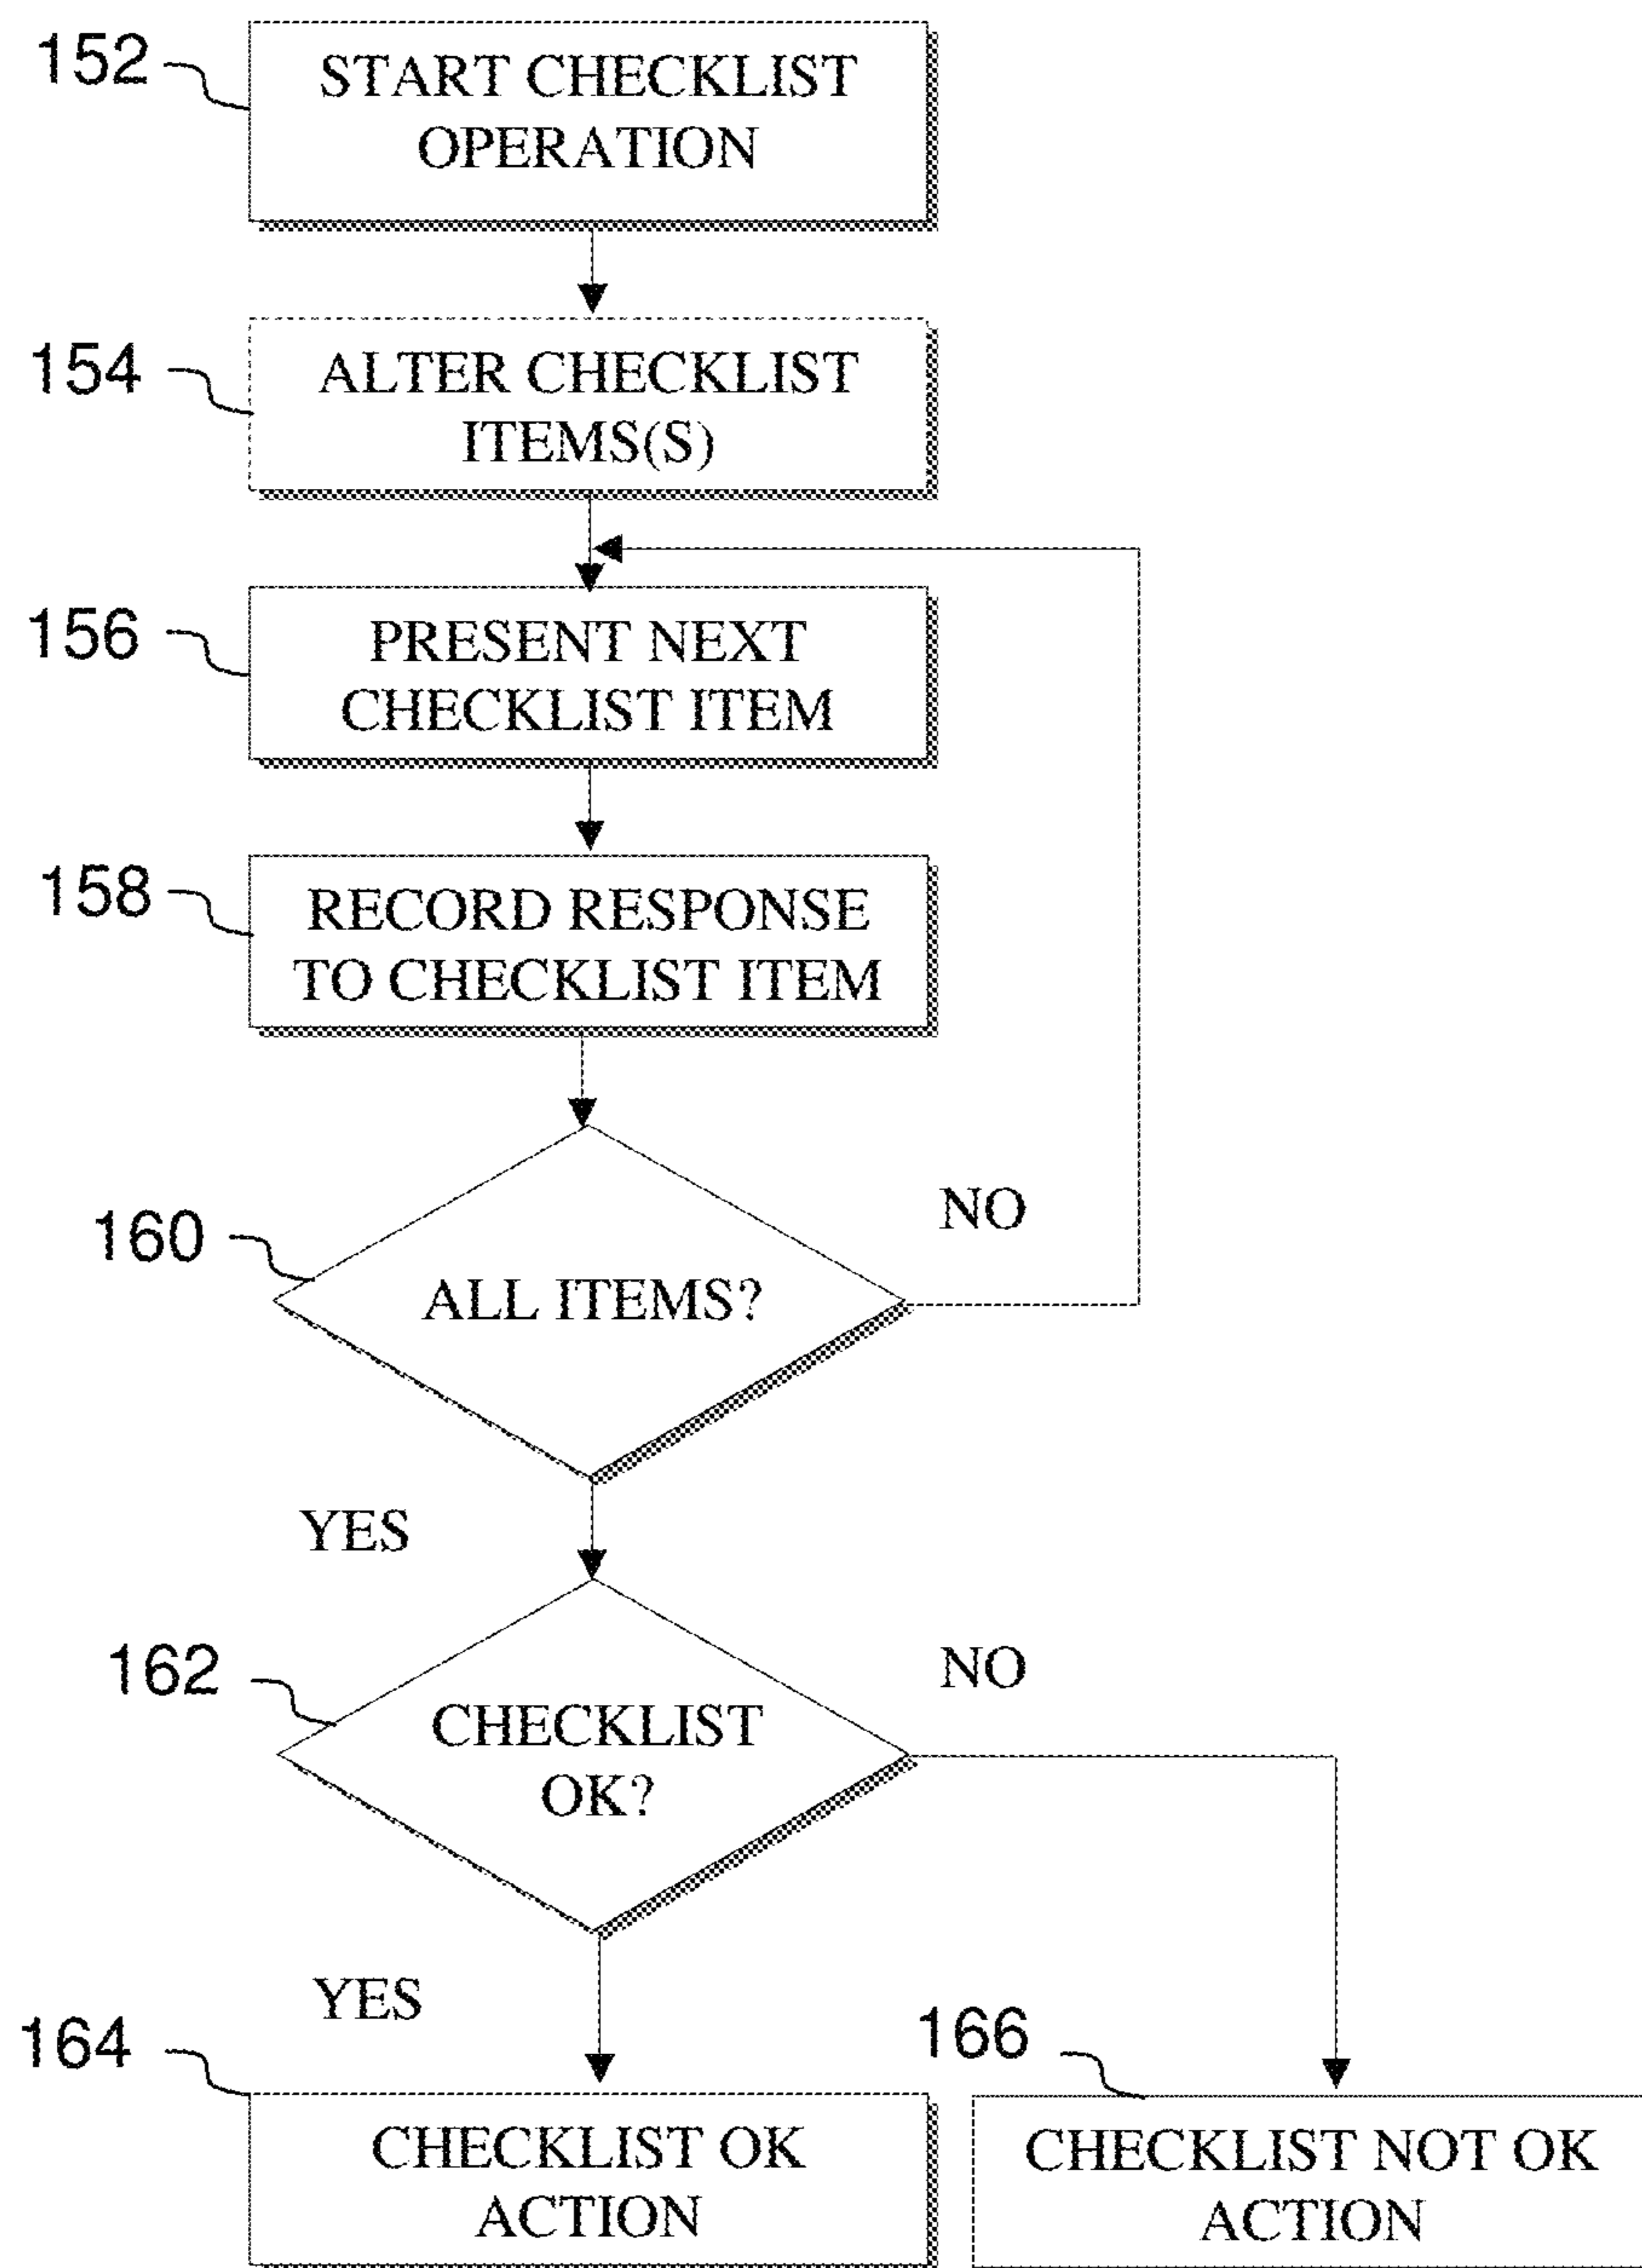 152
START CHECKLIST
OPERATION
154
ALTER CHECKLIST
ITEMS(S)
156
PRESENT NEXT
CHECKLIST ITEM
158
RECORD RESPONSE
TO CHECKLIST ITEM
160
ALL ITEMS?
NO
YES
162
CHECKLIST
OK?
NO
YES
164
CHECKLIST OK
ACTION
166
CHECKLIST NOT OK
ACTION